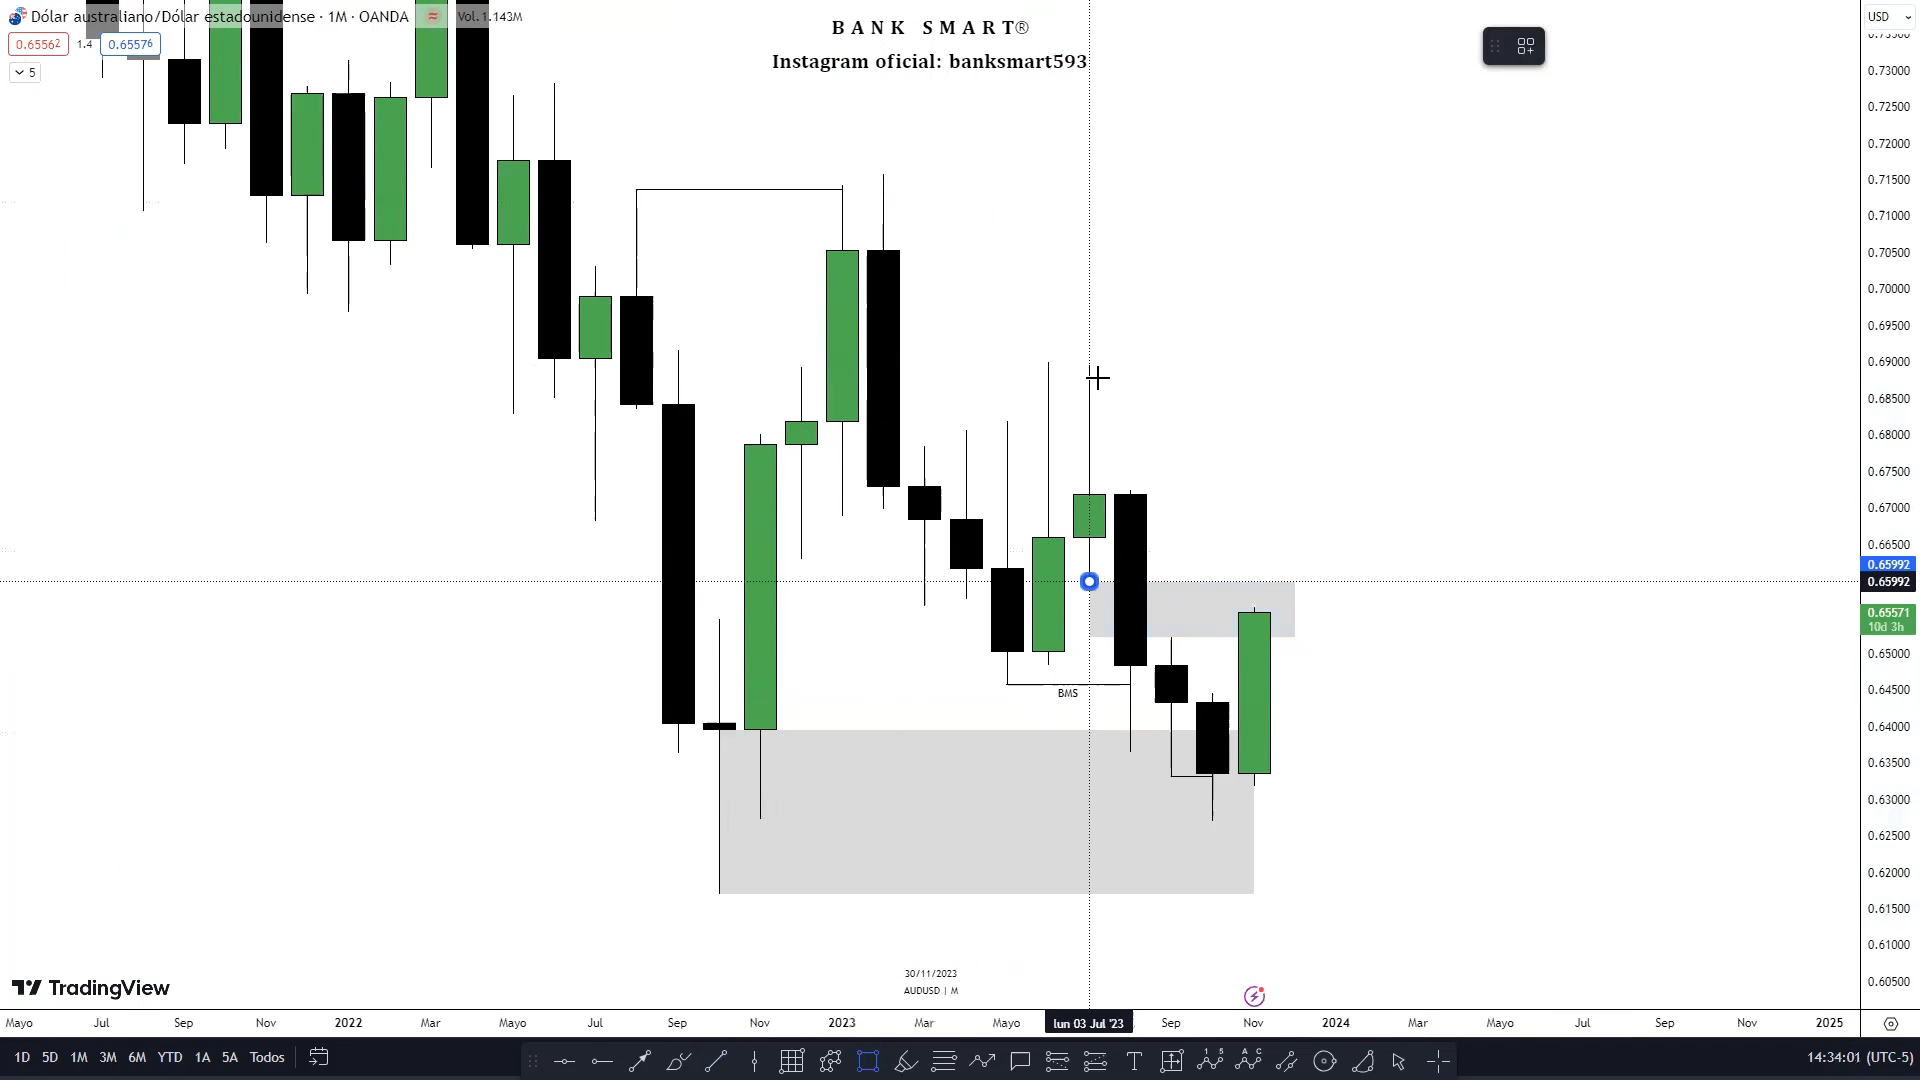 Dólar australiano/Dólar estadounidense · 1M · OANDA
Vol. 1.143M
0.65562 1.4 0.65576
5
B A N K S M A R T®
Instagram oficial: banksmart593
USD
0.73000
0.72500
0.72000
0.71500
0.71000
0.70500
0.70000
0.69500
0.69000
0.68500
0.68000
0.67500
0.67000
0.66500
0.65992
0.65992
0.65571
10d 3h
0.65000
0.64500
0.64000
0.63500
0.63000
0.62500
0.62000
0.61500
0.61000
0.60500
BMS
30/11/2023
AUDUSD | M
TradingView
Mayo Jul Sep Nov 2022 Mar Mayo Jul Sep Nov 2023 Mar Mayo lun 03 Jul '23 Sep Nov 2024 Mar Mayo Jul Sep Nov 2025
1D 5D 1M 3M 6M YTD 1A 5A Todos
14:34:01 (UTC-5)